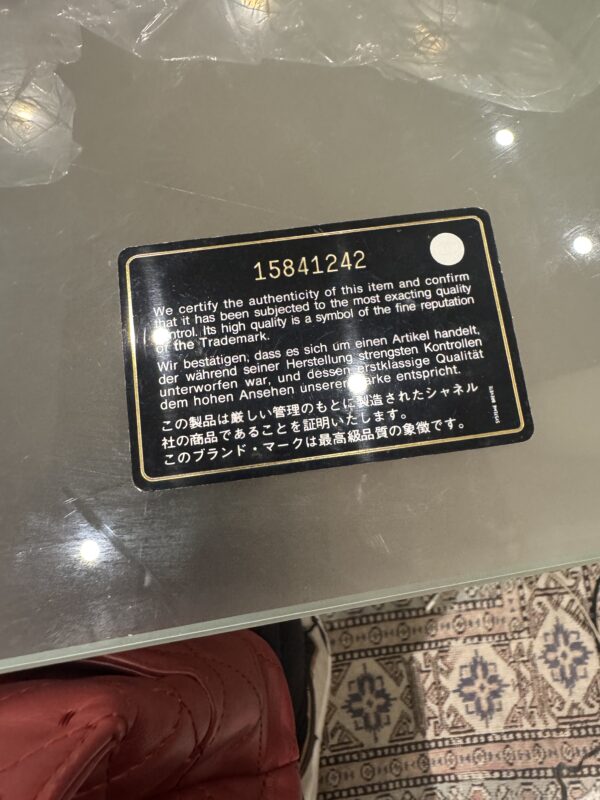 15841242
We certify the authenticity of this item and confirm
that it has been subjected to the most exacting quality
control. Its high quality is a symbol of the fine reputation
of the Trademark.
Wir bestätigen, dass es sich um einen Artikel handelt,
der während seiner Herstellung strengsten Kontrollen
unterworfen war, und dessen erstklassige Qualität
dem hohen Ansehen unserer Marke entspricht.
この製品は厳しい管理のもとに製造されたシャネル
社の商品であることを証明いたします。
このブランド・マークは最高級品質の象徴です。